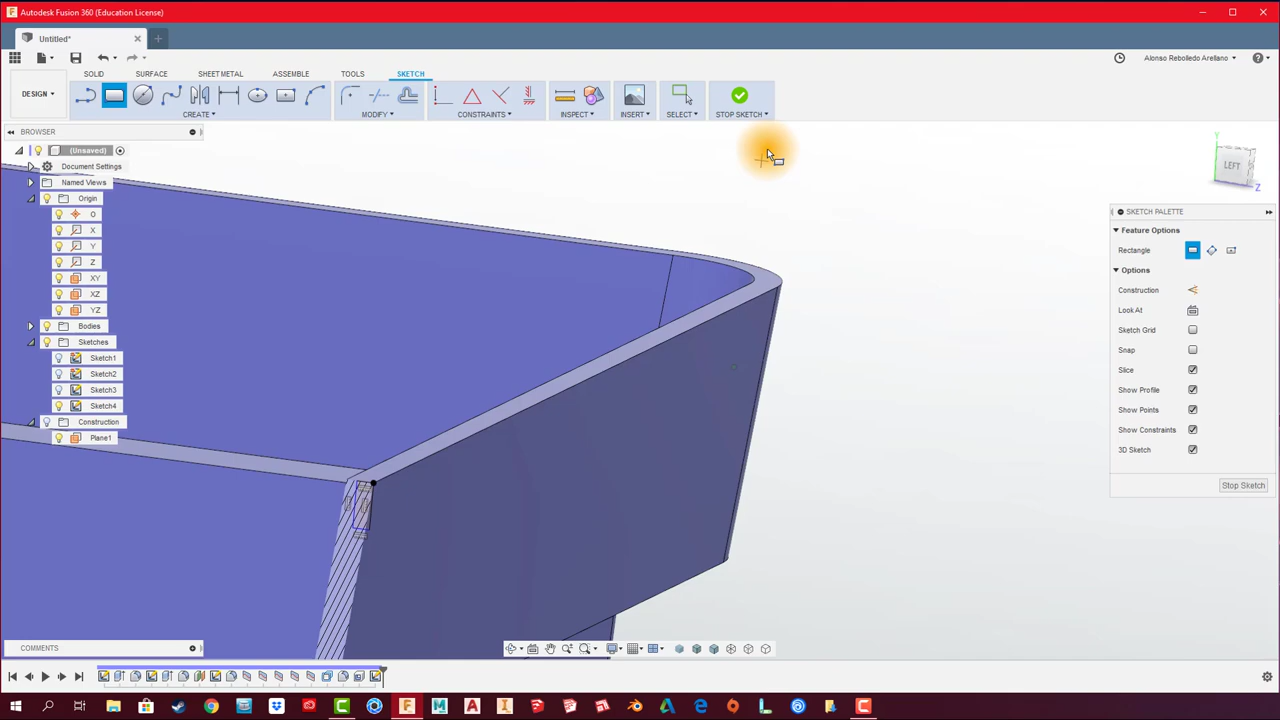 Autodesk Fusion 360 (Education License)
Untitled*
Alonso Rebolledo Arellano
DESIGN
SOLID SURFACE SHEET METAL ASSEMBLE TOOLS SKETCH
CREATE MODIFY CONSTRAINTS INSPECT INSERT SELECT STOP SKETCH
BROWSER
(Unsaved)
Document Settings
Named Views
Origin
O
X
Y
Z
XY
XZ
YZ
Bodies
Sketches
Sketch1
Sketch2
Sketch3
Sketch4
Construction
Plane1
Y
LEFT
Z
SKETCH PALETTE
Feature Options
Rectangle
Options
Construction
Look At
Sketch Grid
Snap
Slice
Show Profile
Show Points
Show Constraints
3D Sketch
Stop Sketch
COMMENTS